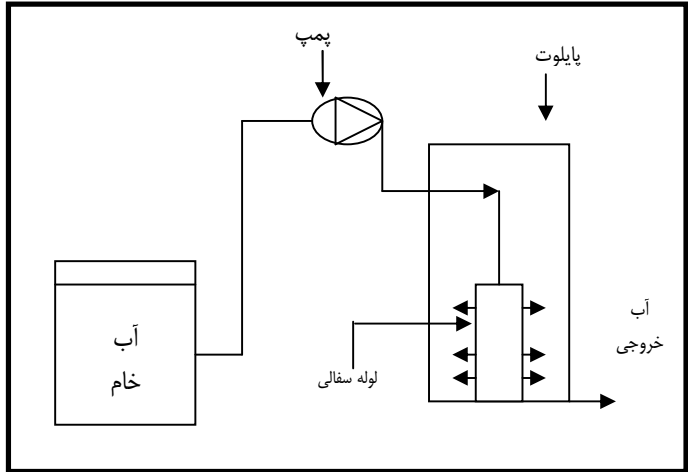 پمپ
پایلوت
آب
خام
لوله سفالی
آب
خروجی